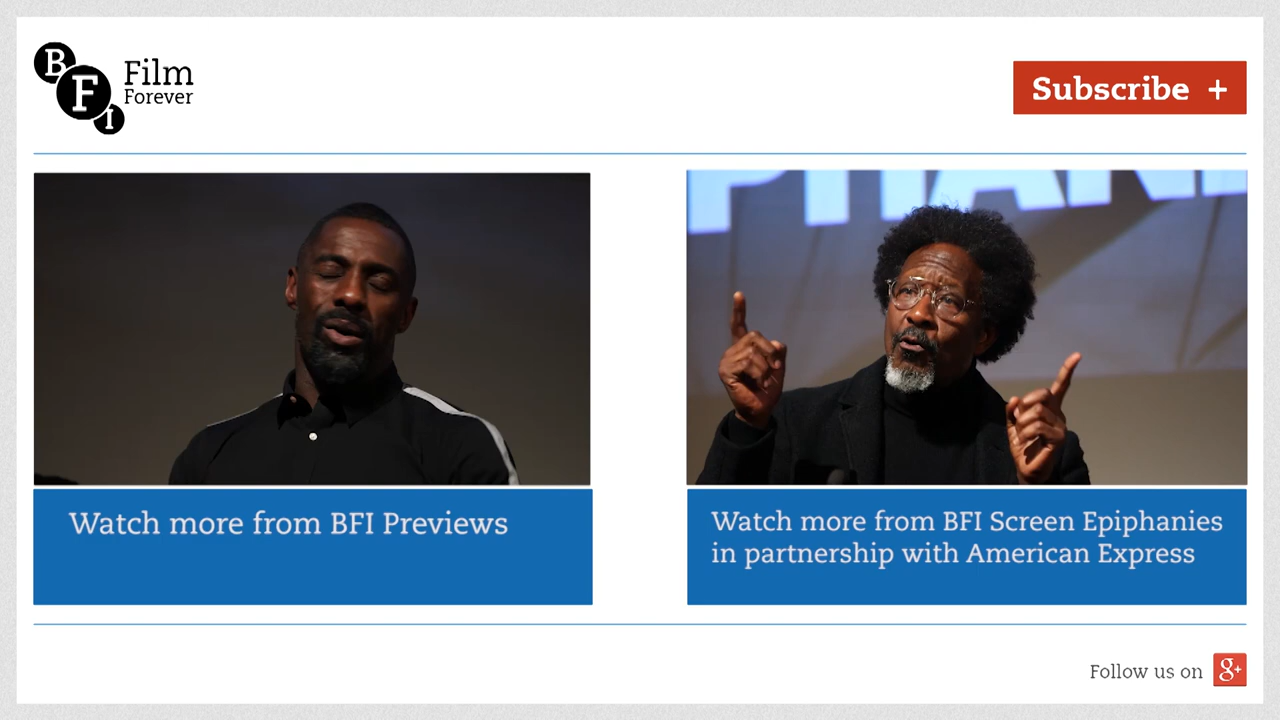 B
F
I
Film
Forever
Subscribe +
PHANI
Watch more from BFI Previews
Watch more from BFI Screen Epiphanies
in partnership with American Express
Follow us on g+